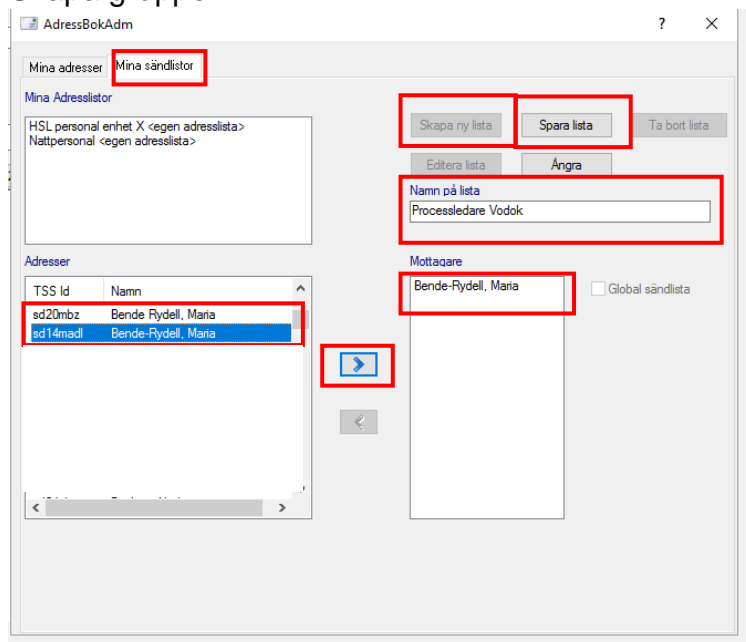 AdressBokAdm
Mina adresser
Mina sändlistor
Mina Adresslistor
HSL personal enhet X <egen adresslista>
Nattpersonal <egen adresslista>
Skapa ny lista
Spara lista
Ta bort lista
Editera lista
Ångra
Namn på lista
Processledare Vodok
Adresser
TSS Id Namn
sd20mbz Bende Rydell, Maria
sd14madl Bende-Rydell, Maria
Mottagare
Bende-Rydell, Maria
Global sändlista